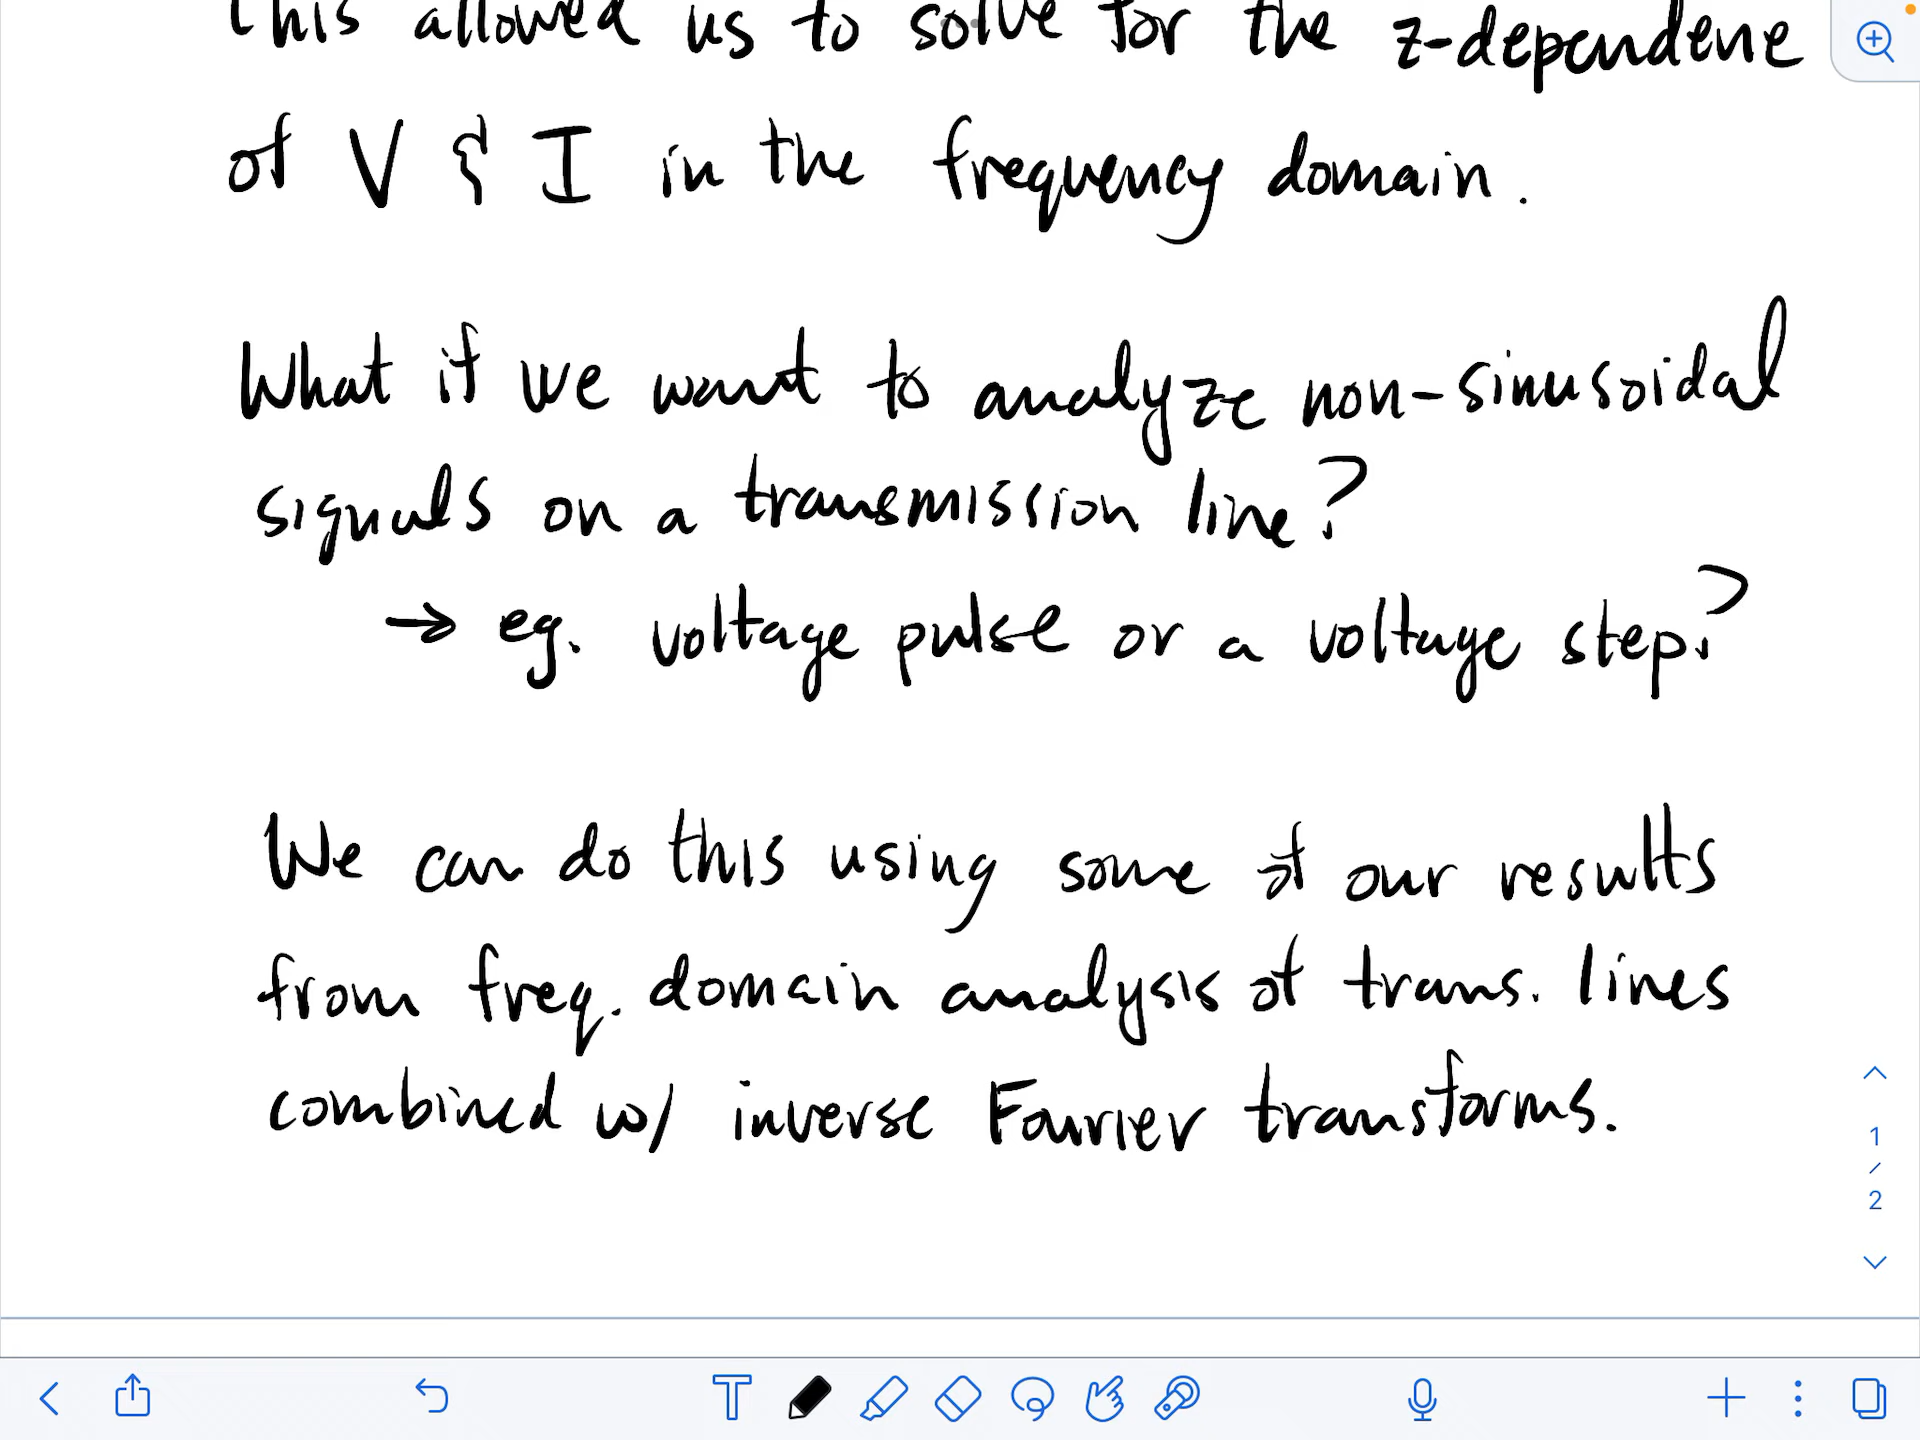 This allowed us to solve for the z-dependence
of V & I in the frequency domain.
What if we want to analyze non-sinusoidal
signals on a transmission line?
→ eg. voltage pulse or a voltage step?
We can do this using some of our results
from freq. domain analysis of trans. lines
combined w/ inverse Fourier transforms.
1
/
2
T